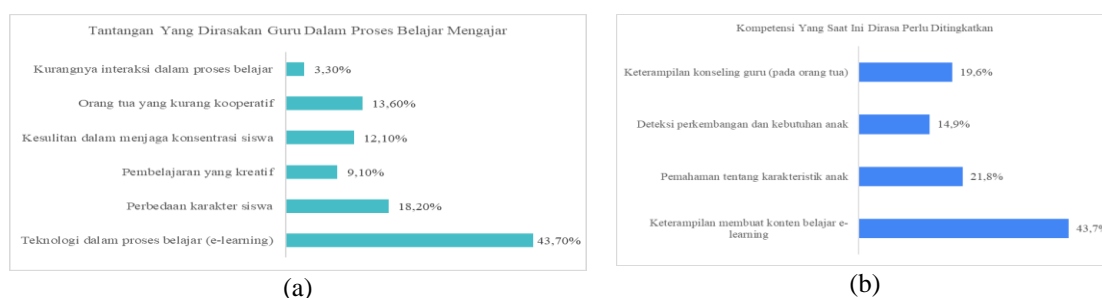 Tantangan Yang Dirasakan Guru Dalam Proses Belajar Mengajar
Kurangnya interaksi dalam proses belajar
3,30%
Orang tua yang kurang kooperatif
13,60%
Kesulitan dalam menjaga konsentrasi siswa
12,10%
Pembelajaran yang kreatif
9,10%
Perbedaan karakter siswa
18,20%
Teknologi dalam proses belajar (e-learning)
43,70%
(a)
Kompetensi Yang Saat Ini Dirasa Perlu Ditingkatkan
Keterampilan konseling guru (pada orang tua)
19,6%
Deteksi perkembangan dan kebutuhan anak
14,9%
Pemahaman tentang karakteristik anak
21,8%
Keterampilan membuat konten belajar e-
learning
43,7%
(b)